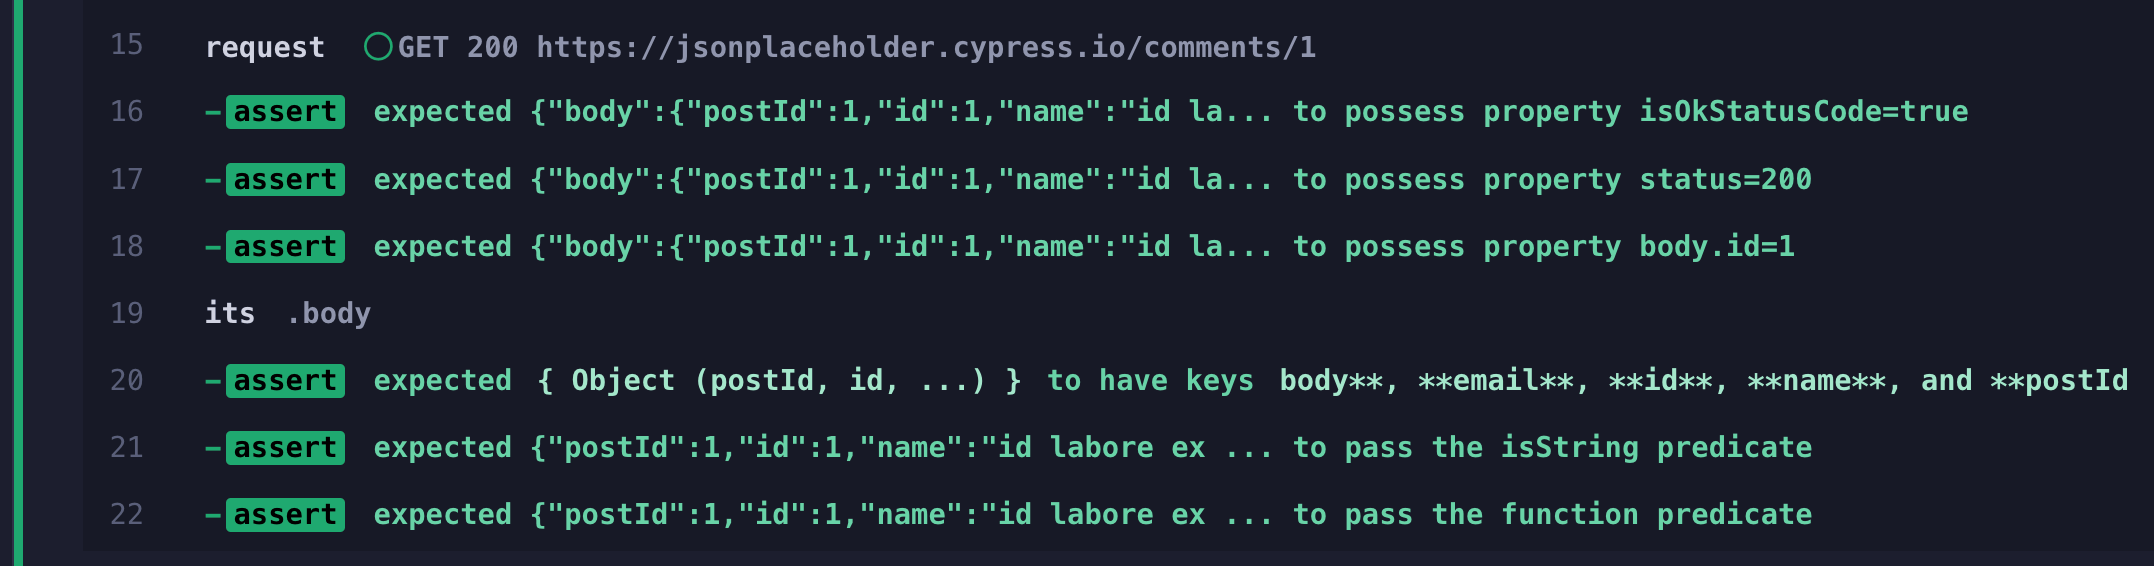 15 request GET 200 https://jsonplaceholder.cypress.io/comments/1
16 -assert expected {"body":{"postId":1,"id":1,"name":"id la... to possess property isOkStatusCode=true
17 -assert expected {"body":{"postId":1,"id":1,"name":"id la... to possess property status=200
18 -assert expected {"body":{"postId":1,"id":1,"name":"id la... to possess property body.id=1
19 its .body
20 -assert expected { Object (postId, id, ...) } to have keys body**, **email**, **id**, **name**, and **postId
21 -assert expected {"postId":1,"id":1,"name":"id labore ex ... to pass the isString predicate
22 -assert expected {"postId":1,"id":1,"name":"id labore ex ... to pass the function predicate